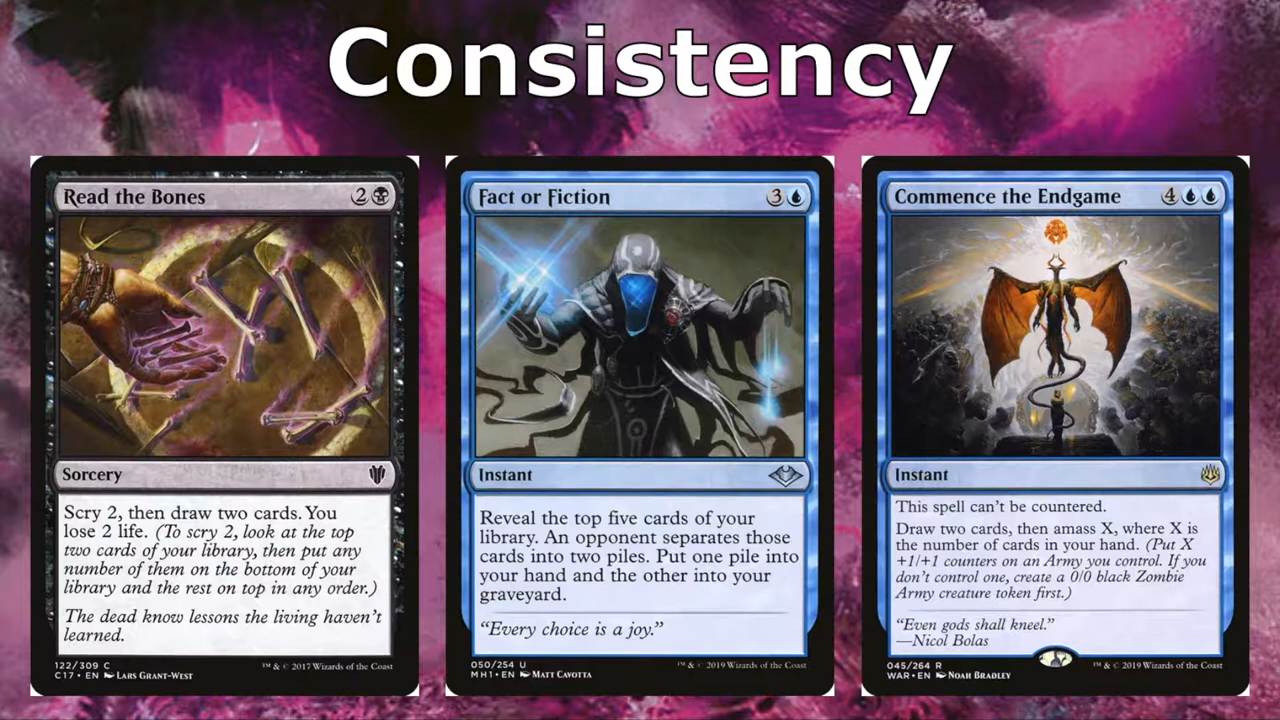 Consistency
Read the Bones 2
Sorcery
Scry 2, then draw two cards. You
lose 2 life. (To scry 2, look at the top
two cards of your library, then put any
number of them on the bottom of your
library and the rest on top in any order.)
The dead know lessons the living haven't
learned.
122/309 C
C17 • EN Lars Grant-West
™ & © 2017 Wizards of the Coast
Fact or Fiction 3
Instant
Reveal the top five cards of your
library. An opponent separates those
cards into two piles. Put one pile into
your hand and the other into your
graveyard.
"Every choice is a joy."
050/254 U
MH1 • EN Matt Cavotta
™ & © 2019 Wizards of the Coast
Commence the Endgame 4
Instant
This spell can't be countered.
Draw two cards, then amass X, where X is
the number of cards in your hand. (Put X
+1/+1 counters on an Army you control. If you
don't control one, create a 0/0 black Zombie
Army creature token first.)
"Even gods shall kneel."
—Nicol Bolas
045/264 R
WAR • EN Noah Bradley
™ & © 2019 Wizards of the Coast